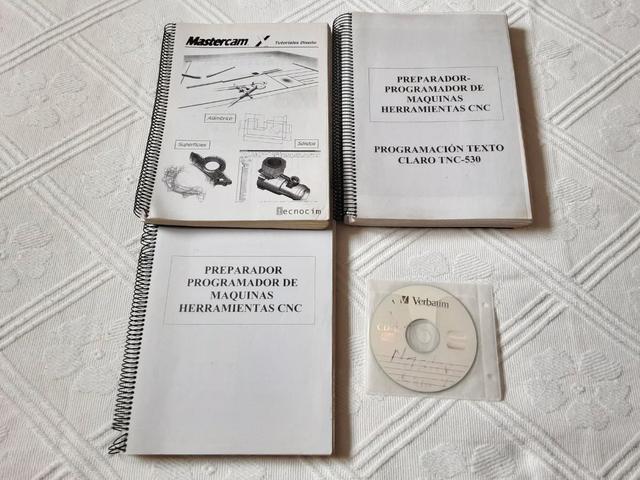 Mastercam X Tutoriales Diseño
Alámbrico
Superficies
Sólidos
Tecnocim
PREPARADOR-
PROGRAMADOR DE
MAQUINAS
HERRAMIENTAS CNC
PROGRAMACIÓN TEXTO
CLARO TNC-530
PREPARADOR
PROGRAMADOR DE
MAQUINAS
HERRAMIENTAS CNC
Verbatim